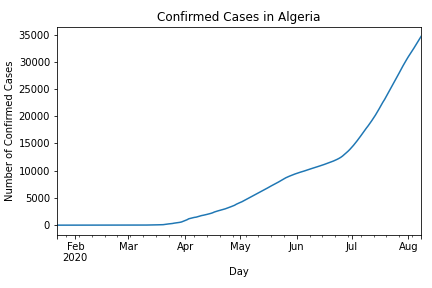 Confirmed Cases in Algeria
35000
30000
25000
20000
15000
10000
5000
0
Number of Confirmed Cases
Feb Mar Apr May Jun Jul Aug
2020
Day